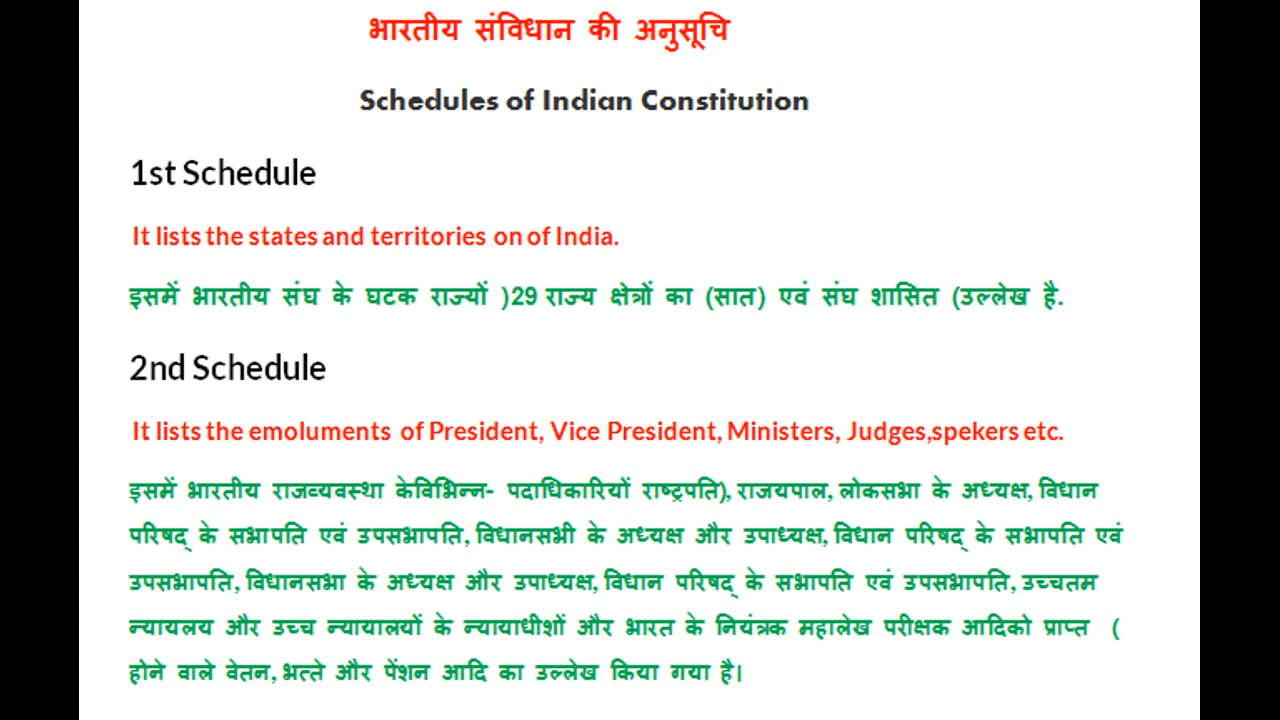 भारतीय संविधान की अनुसूचि
Schedules of Indian Constitution
1st Schedule
It lists the states and territories on of India.
इसमें भारतीय संघ के घटक राज्यों )29 राज्य क्षेत्रों का (सात) एवं संघ शासित (उल्लेख है.
2nd Schedule
It lists the emoluments of President, Vice President, Ministers, Judges,spekers etc.
इसमें भारतीय राजव्यवस्था केविभिन्न- पदाधिकारियों राष्ट्रपति), राजयपाल, लोकसभा के अध्यक्ष, विधान
परिषद् के सभापति एवं उपसभापति, विधानसभी के अध्यक्ष और उपाध्यक्ष, विधान परिषद् के सभापति एवं
उपसभापति, विधानसभा के अध्यक्ष और उपाध्यक्ष, विधान परिषद् के सभापति एवं उपसभापति, उच्चतम
न्यायलय और उच्च न्यायालयों के न्यायाधीशों और भारत के नियंत्रक महालेख परीक्षक आदिको प्राप्त (
होने वाले वेतन, भत्ते और पेंशन आदि का उल्लेख किया गया है।